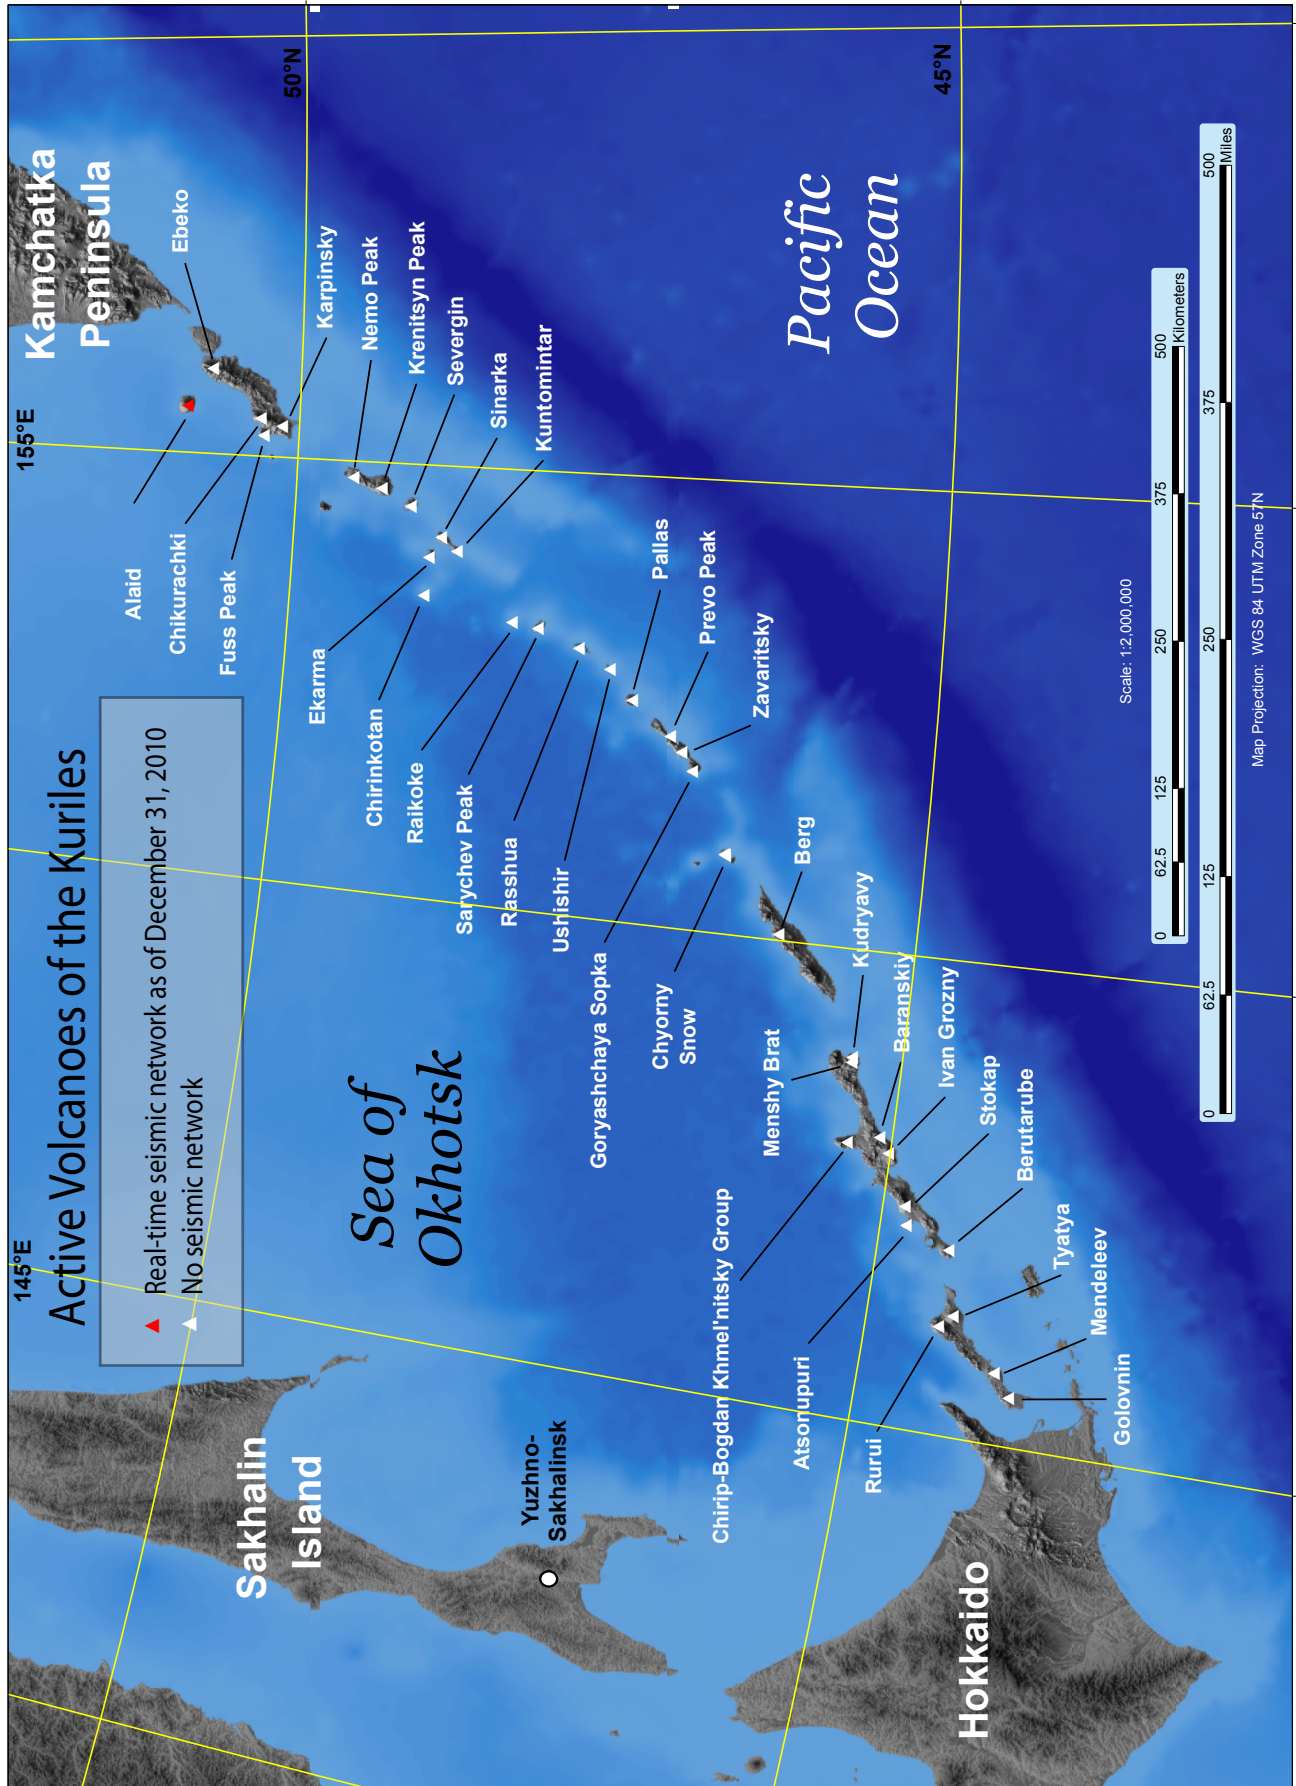 Active Volcanoes of the Kuriles
Real-time seismic network as of December 31, 2010
No seismic network
145°E
155°E
50°N
45°N
Kamchatka
Peninsula
Sakhalin
Island
Yuzhno-
Sakhalinsk
Hokkaido
Sea of
Okhotsk
Pacific
Ocean
Alaid
Chikurachki
Fuss Peak
Ebeko
Karpinsky
Nemo Peak
Krenitsyn Peak
Severgin
Sinarka
Kuntomintar
Ekarma
Chirinkotan
Raikoke
Sarychev Peak
Rasshua
Ushishir
Pallas
Prevo Peak
Zavaritsky
Goryashchaya Sopka
Chyorny
Snow
Berg
Menshy Brat
Kudryavy
Baranskiy
Ivan Grozny
Chirip-Bogdan Khmel'nitsky Group
Stokap
Atsonupuri
Berutarube
Rurui
Tyatya
Mendeleev
Golovnin
Scale: 1:2,000,000
0 62.5 125 250 375 500
Kilometers
0 62.5 125 250 375 500
Miles
Map Projection: WGS 84 UTM Zone 57N